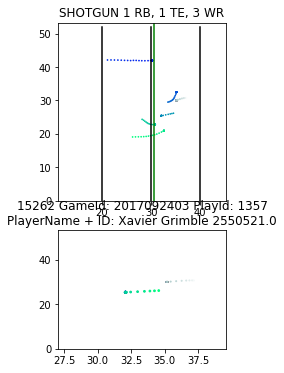 SHOTGUN 1 RB, 1 TE, 3 WR
50
40
30
20
10
0
20 30 40
15262 GameId: 2017092403 PlayId: 1357
PlayerName + ID: Xavier Grimble 2550521.0
40
20
0
27.5 30.0 32.5 35.0 37.5